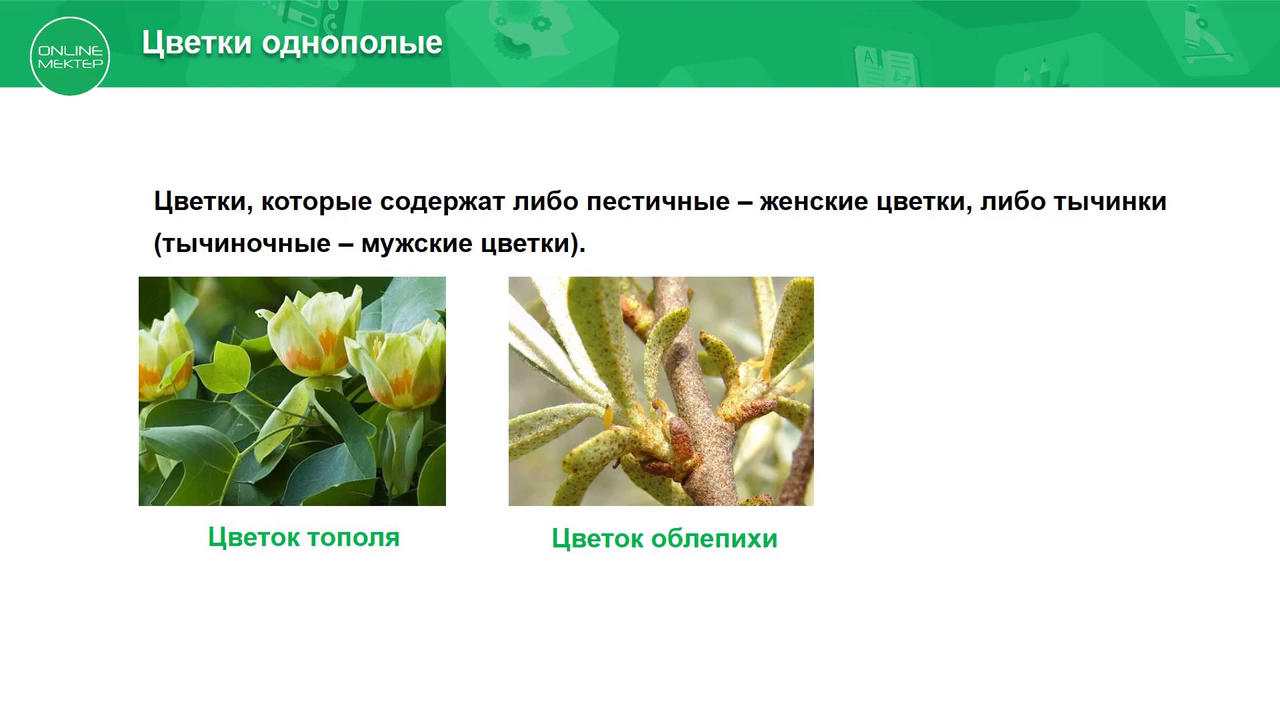 Цветки однополые
ONLINE
МЕКТЕР
Цветки, которые содержат либо пестичные – женские цветки, либо тычинки
(тычиночные – мужские цветки).
Цветок тополя
Цветок облепихи